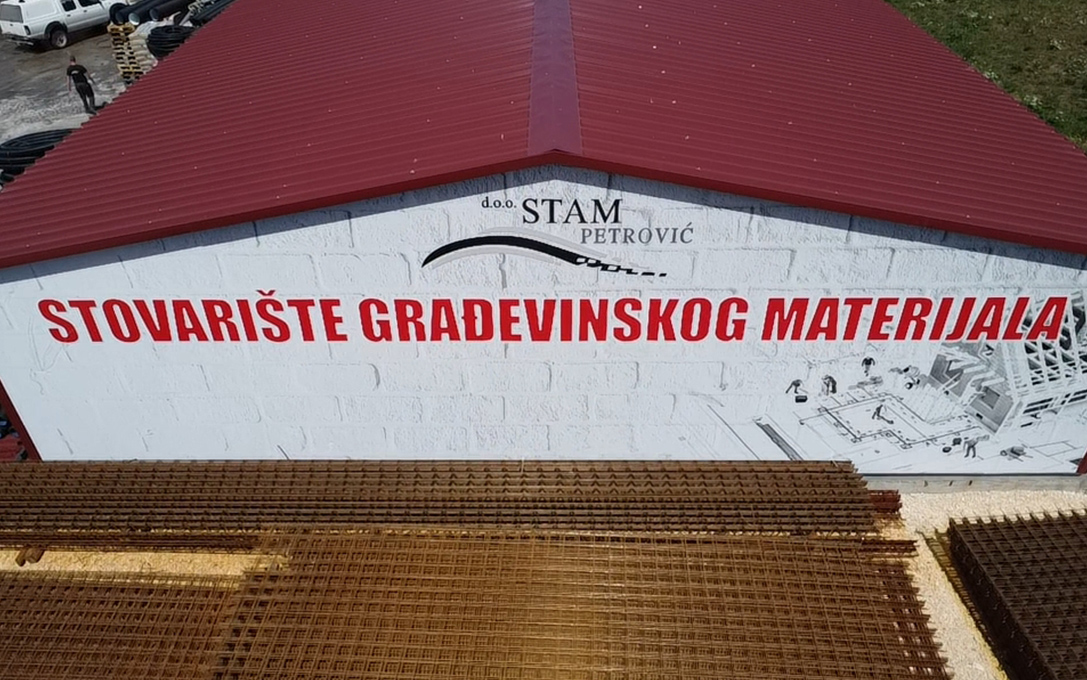 d.o.o. STAM
PETROVIĆ
STOVARIŠTE GRAĐEVINSKOG MATERIJALA